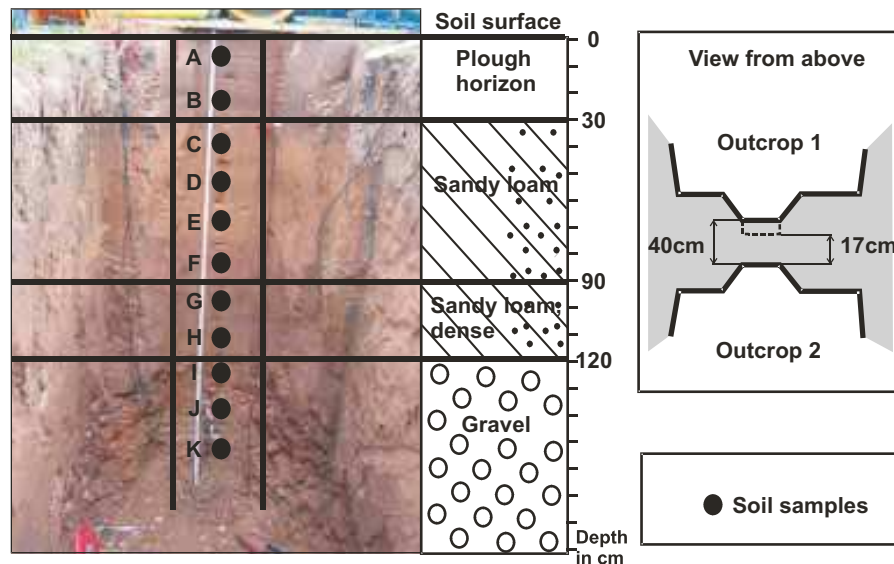 Soil surface
0
A
Plough
horizon
B
30
C
D
Sandy loam
E
F
90
G
Sandy loam,
dense
H
120
I
J
Gravel
K
Depth
in cm
View from above
Outcrop 1
40cm
17cm
Outcrop 2
Soil samples